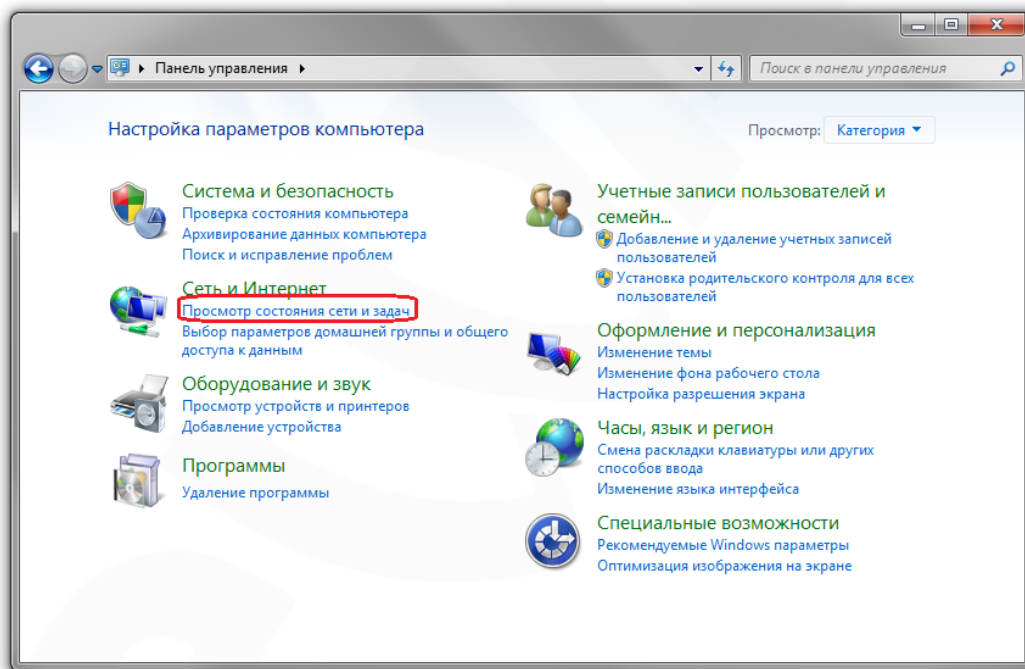 Панель управления
Поиск в панели управления
Настройка параметров компьютера
Просмотр: Категория
Система и безопасность
Проверка состояния компьютера
Архивирование данных компьютера
Поиск и исправление проблем
Сеть и Интернет
Просмотр состояния сети и задач
Выбор параметров домашней группы и общего
доступа к данным
Оборудование и звук
Просмотр устройств и принтеров
Добавление устройства
Программы
Удаление программы
Учетные записи пользователей и
семейн...
Добавление и удаление учетных записей
пользователей
Установка родительского контроля для всех
пользователей
Оформление и персонализация
Изменение темы
Изменение фона рабочего стола
Настройка разрешения экрана
Часы, язык и регион
Смена раскладки клавиатуры или других
способов ввода
Изменение языка интерфейса
Специальные возможности
Рекомендуемые Windows параметры
Оптимизация изображения на экране